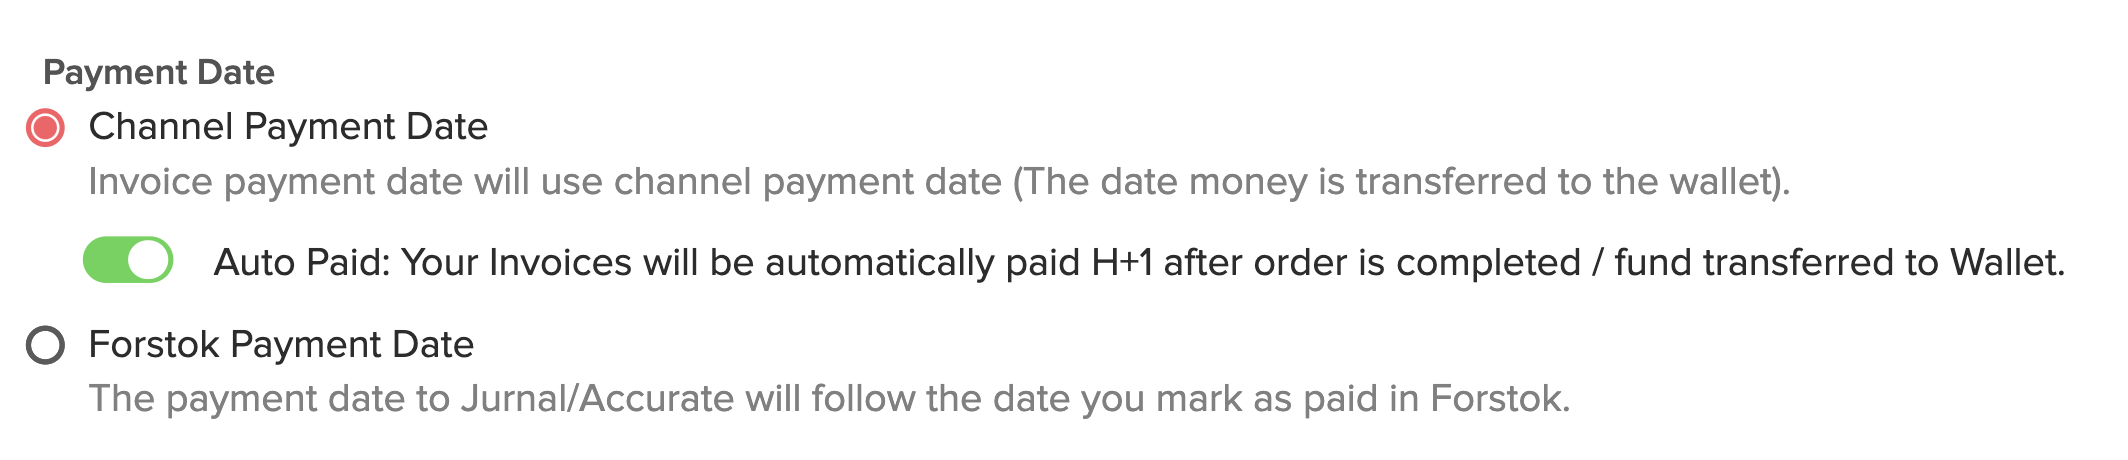 Payment Date
Channel Payment Date
Invoice payment date will use channel payment date (The date money is transferred to the wallet).
Auto Paid: Your Invoices will be automatically paid H+1 after order is completed / fund transferred to Wallet.
Forstok Payment Date
The payment date to Jurnal/Accurate will follow the date you mark as paid in Forstok.